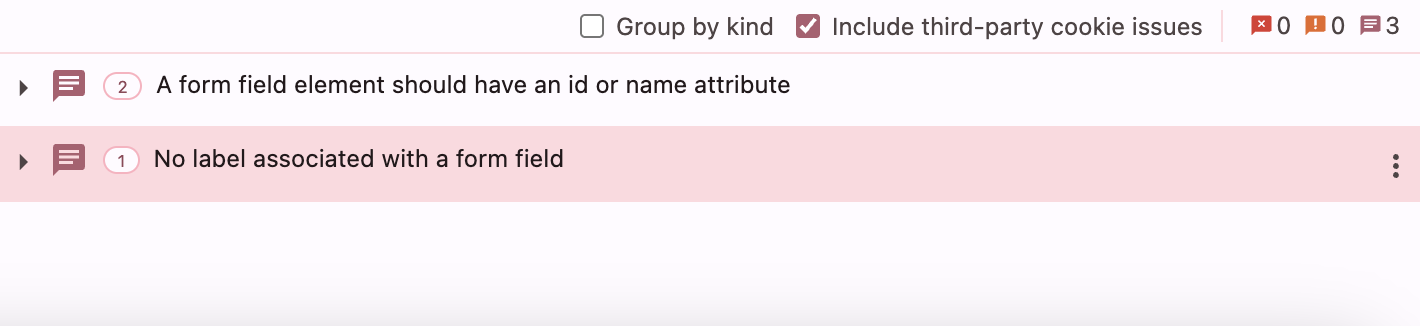 Group by kind Include third-party cookie issues 0 0 3
2 A form field element should have an id or name attribute
1 No label associated with a form field